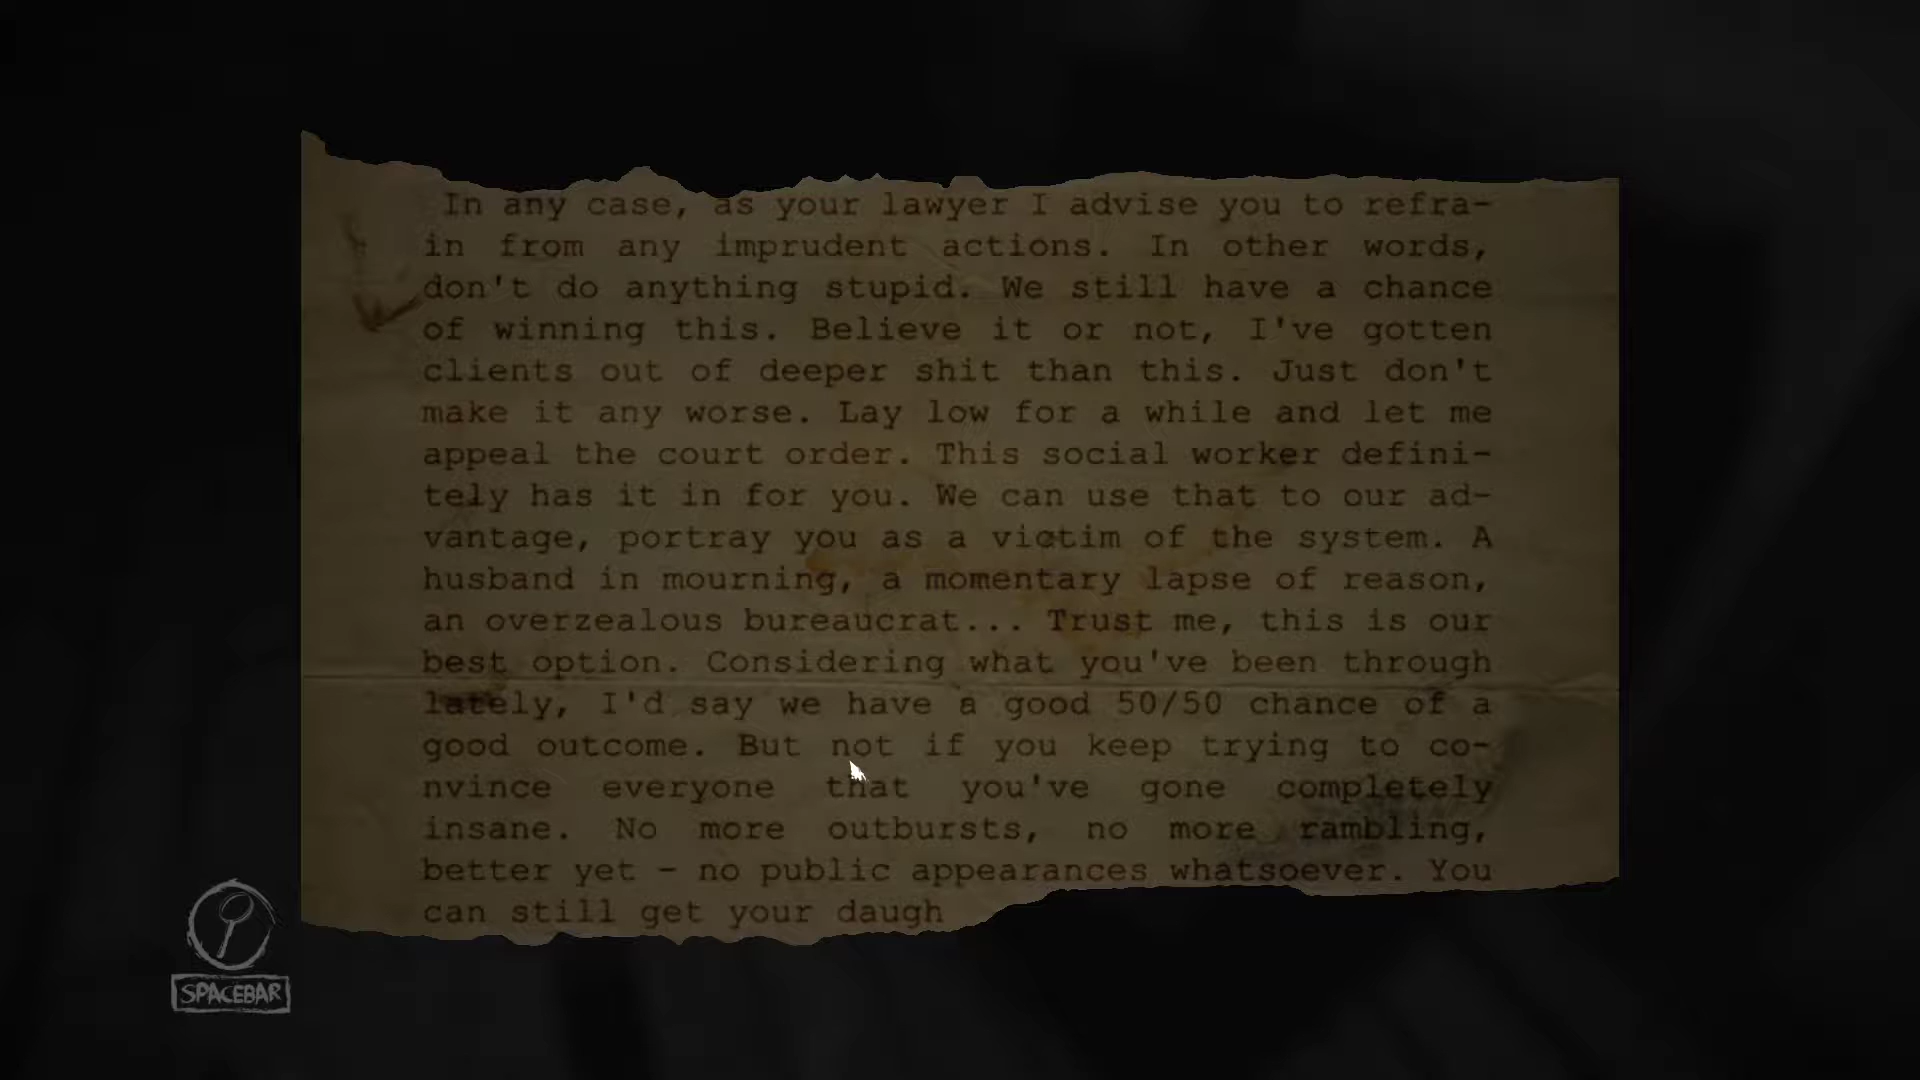 In any case, as your lawyer I advise you to refra-
in from any imprudent actions. In other words,
don't do anything stupid. We still have a chance
of winning this. Believe it or not, I've gotten
clients out of deeper shit than this. Just don't
make it any worse. Lay low for a while and let me
appeal the court order. This social worker defini-
tely has it in for you. We can use that to our ad-
vantage, portray you as a victim of the system. A
husband in mourning, a momentary lapse of reason,
an overzealous bureaucrat... Trust me, this is our
best option. Considering what you've been through
lately, I'd say we have a good 50/50 chance of a
good outcome. But not if you keep trying to co-
nvince everyone that you've gone completely
insane. No more outbursts, no more rambling,
better yet - no public appearances whatsoever. You
can still get your daugh
SPACEBAR